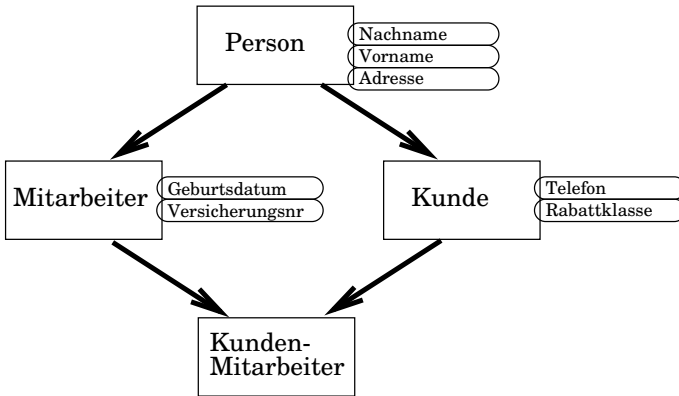 Person
Nachname
Vorname
Adresse
Mitarbeiter
Geburtsdatum
Versicherungsnr
Kunde
Telefon
Rabattklasse
Kunden-
Mitarbeiter